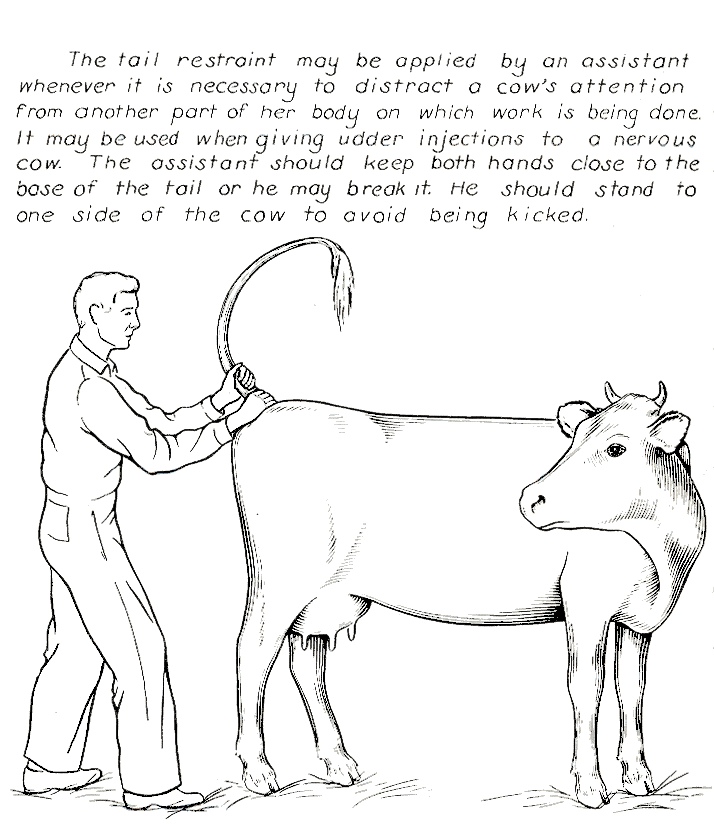 The tail restraint may be applied by an assistant
whenever it is necessary to distract a cow's attention
from another part of her body on which work is being done.
It may be used when giving udder injections to a nervous
cow. The assistant should keep both hands close to the
base of the tail or he may break it. He should stand to
one side of the cow to avoid being kicked.